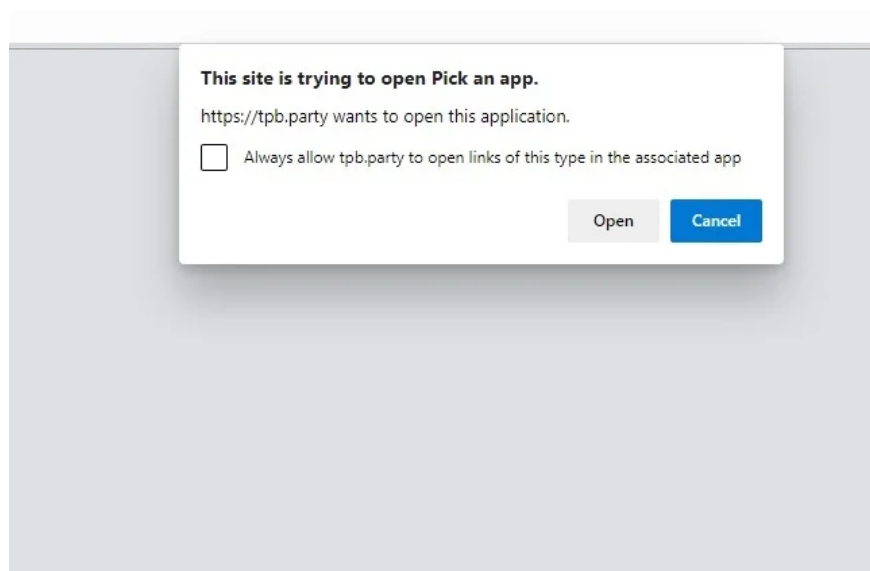 This site is trying to open Pick an app.
https://tpb.party wants to open this application.
Always allow tpb.party to open links of this type in the associated app
Open
Cancel